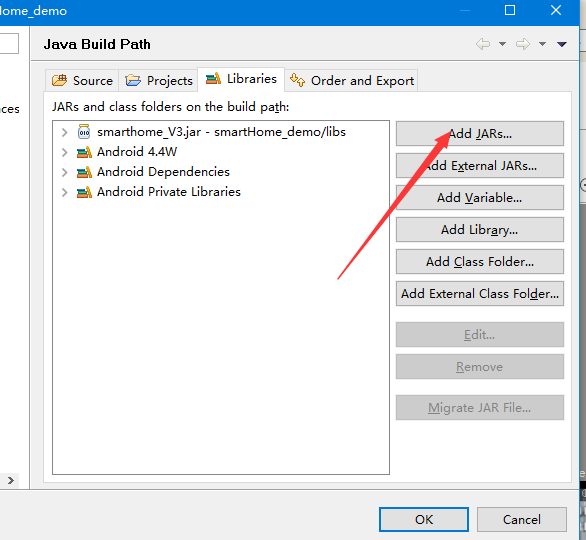 Home_demo
Java Build Path
Source Projects Libraries Order and Export
JARs and class folders on the build path:
smarthome_V3.jar - smartHome_demo/libs
Android 4.4W
Android Dependencies
Android Private Libraries
Add JARs...
Add External JARs...
Add Variable...
Add Library...
Add Class Folder...
Add External Class Folder...
Edit...
Remove
Migrate JAR File...
OK Cancel